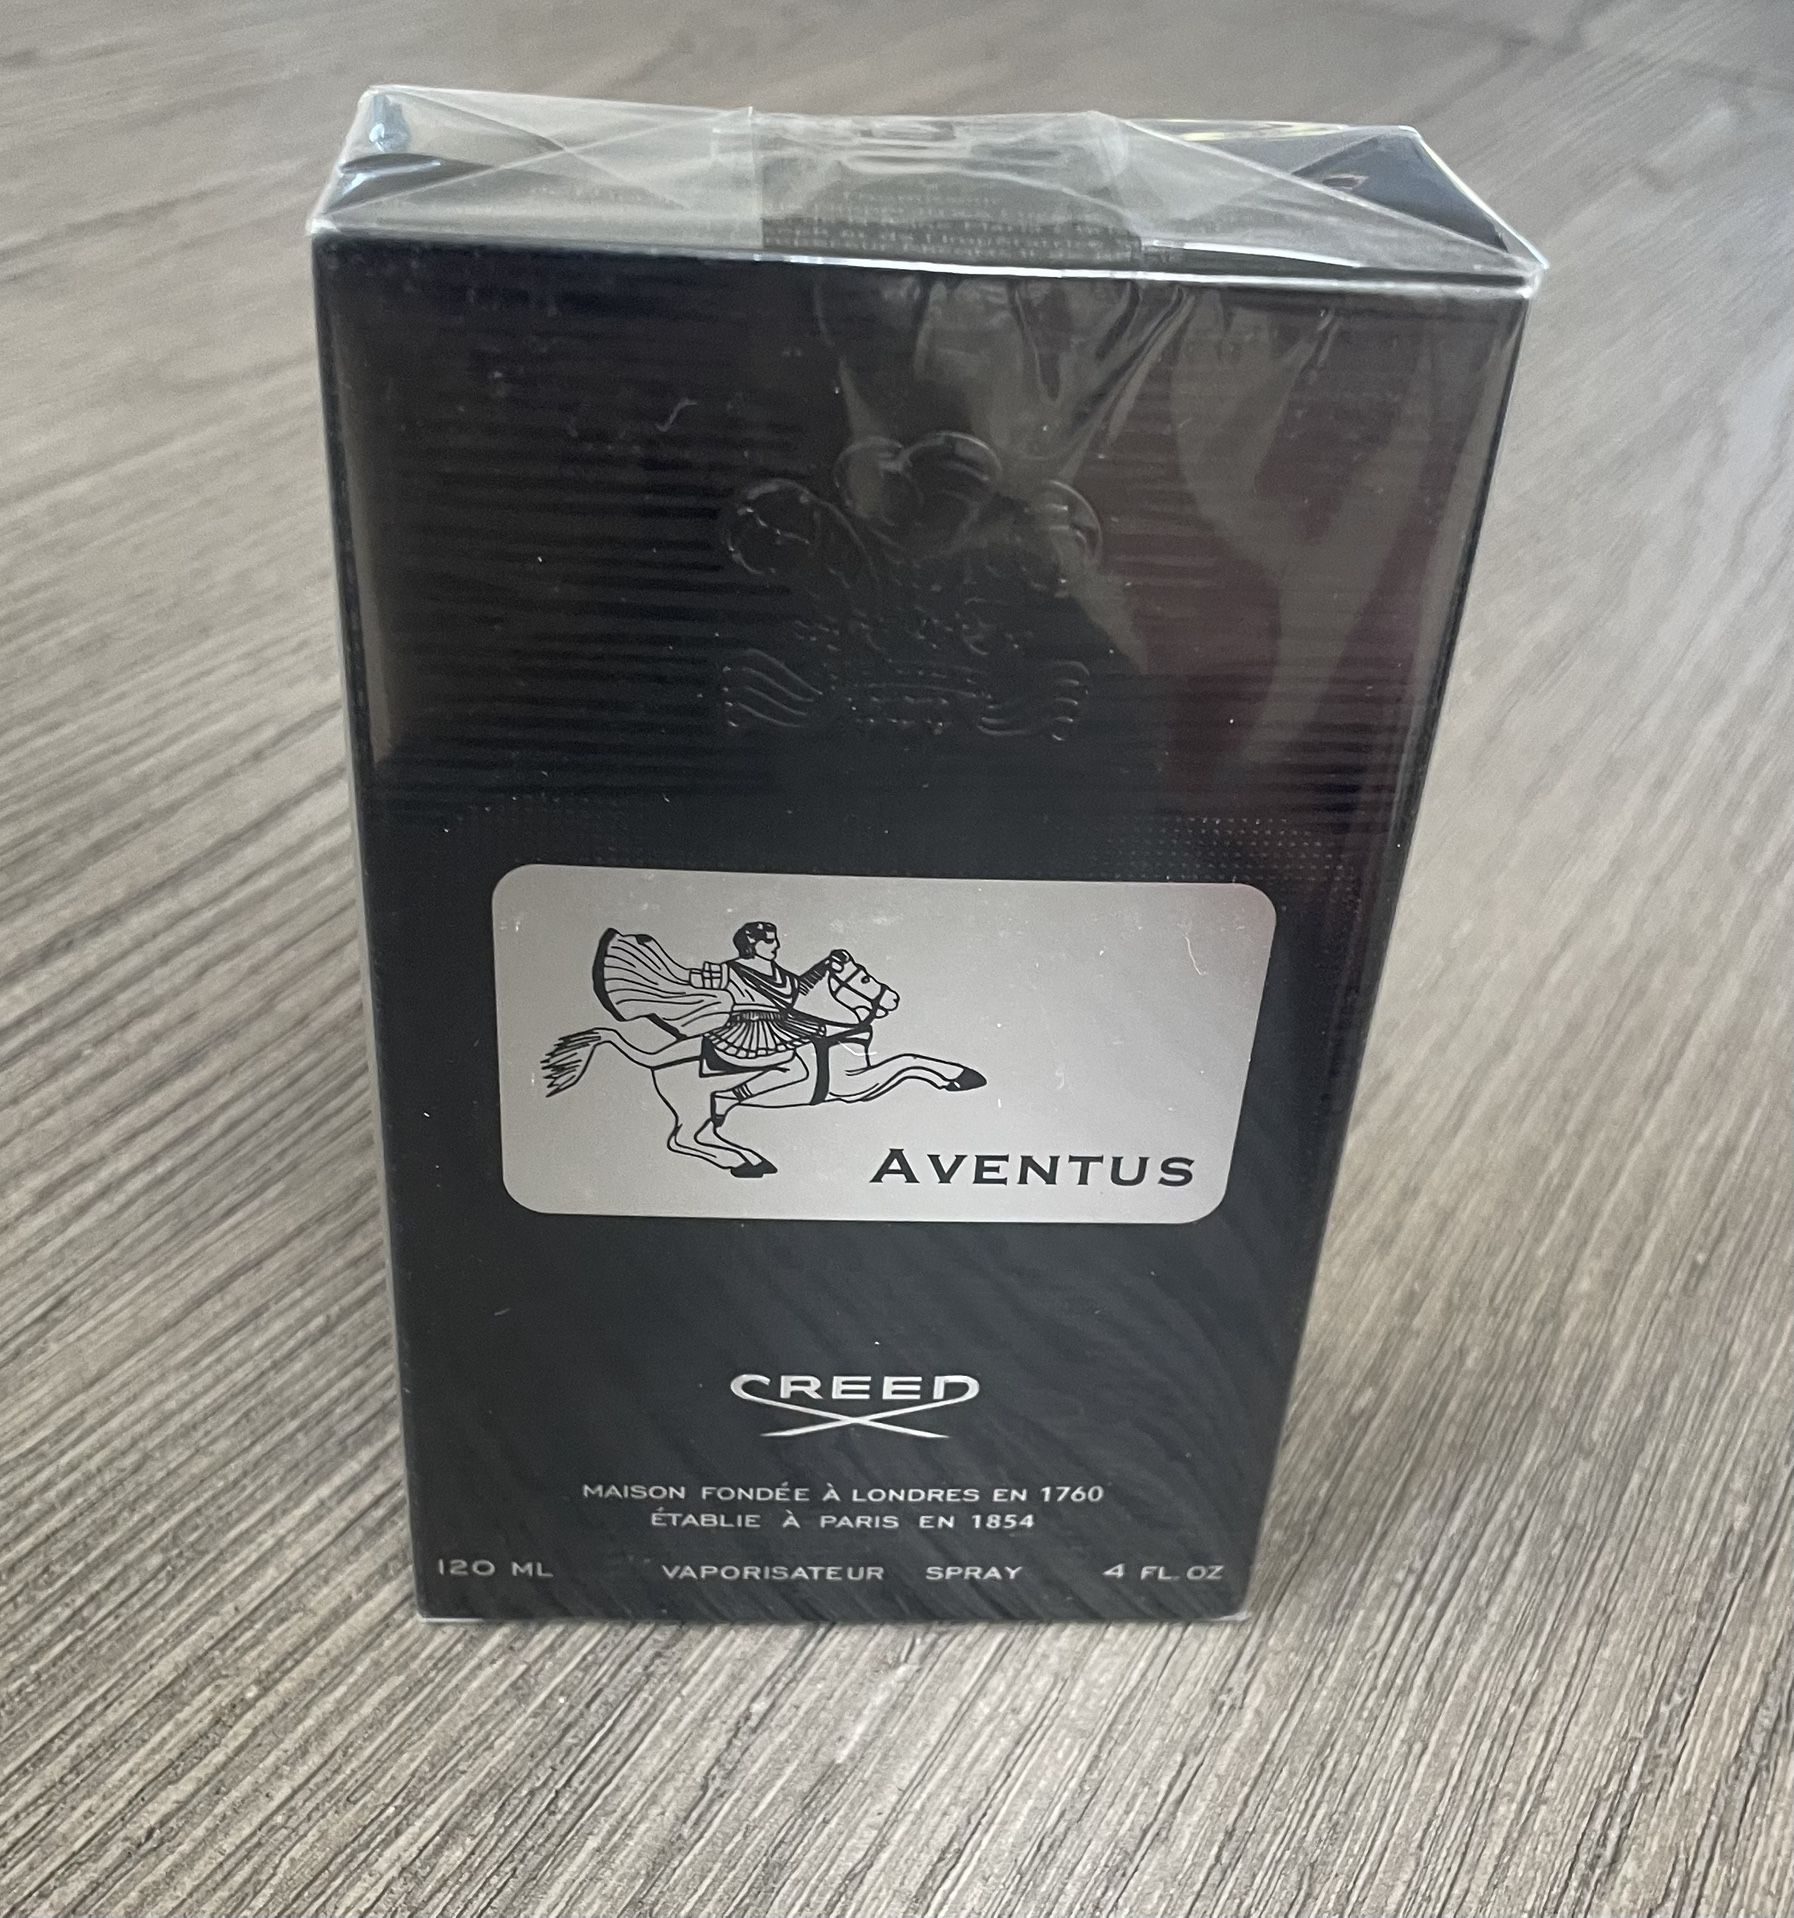 AVENTUS
CREED
MAISON FONDÉE À LONDRES EN 1760
ÉTABLIE À PARIS EN 1854
120 ML VAPORISATEUR SPRAY 4 FL. OZ